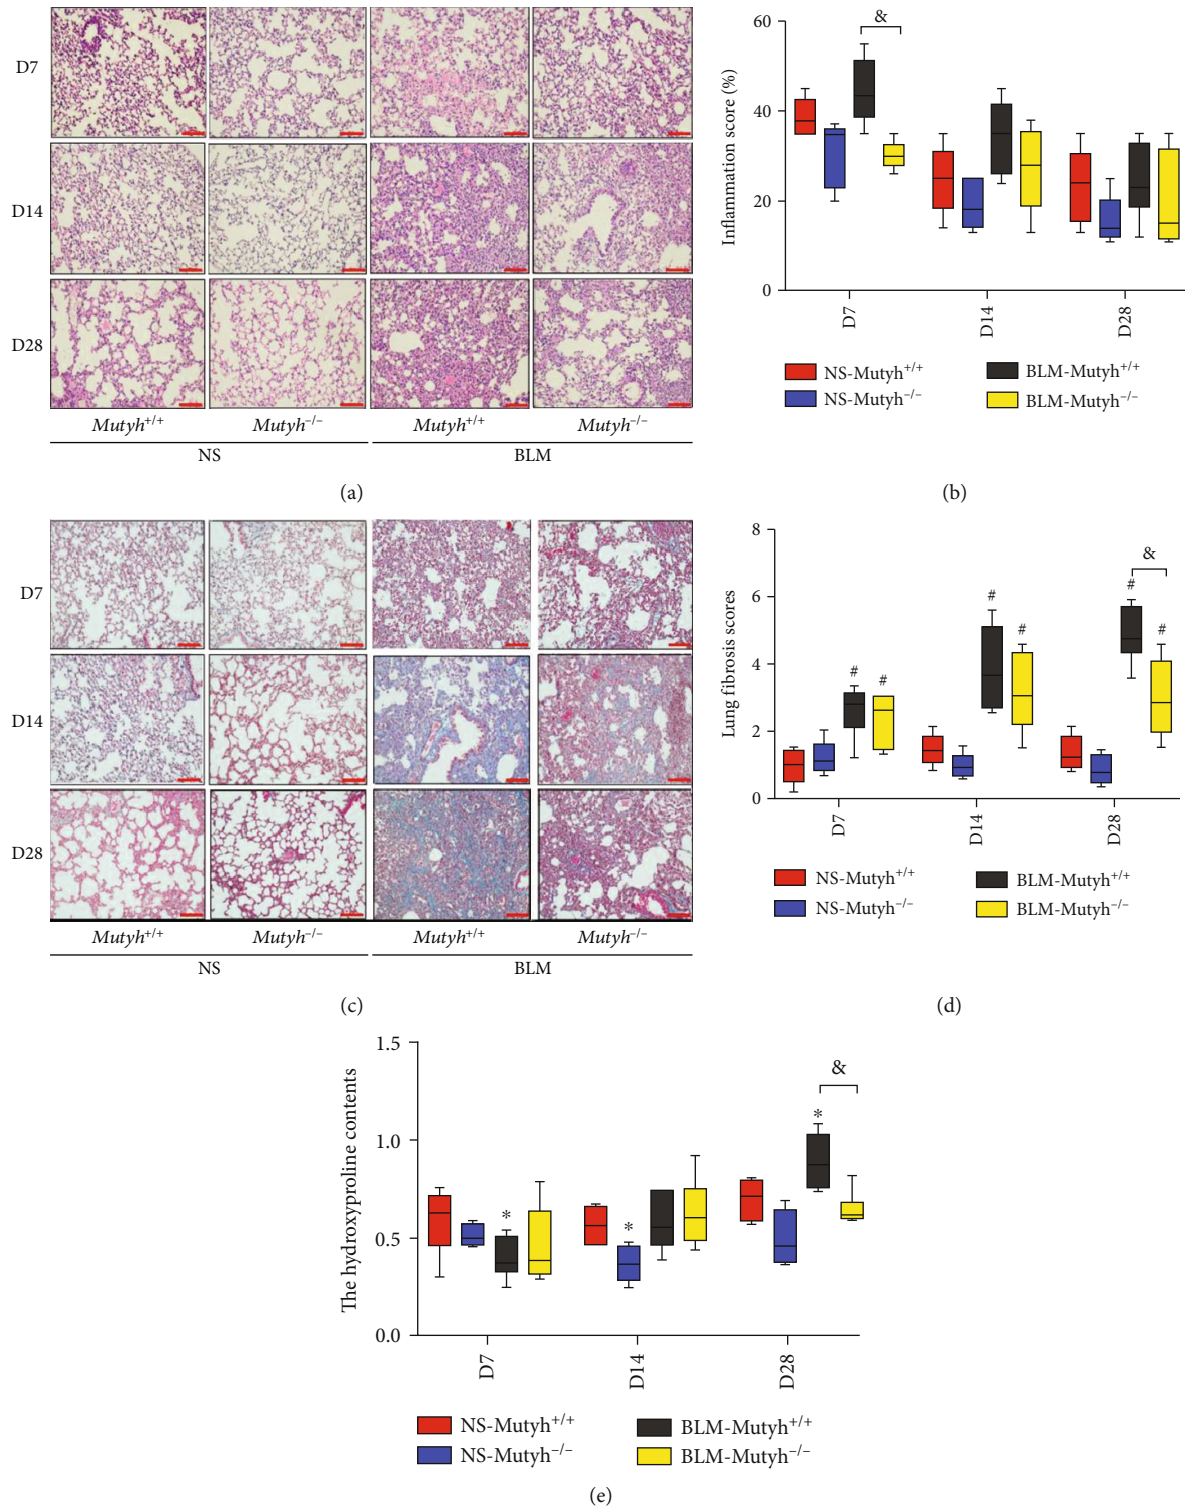 D7
D14
D28
Mutyh+/+ Mutyh−/− Mutyh+/+ Mutyh−/−
NS BLM
(a)
Inflammation score (%)
60
40
20
0
&
D7 D14 D28
NS-Mutyh+/+ BLM-Mutyh+/+
NS-Mutyh−/− BLM-Mutyh−/−
(b)
D7
D14
D28
Mutyh+/+ Mutyh−/− Mutyh+/+ Mutyh−/−
NS BLM
(c)
Lung fibrosis scores
8
6
4
2
0
&
# # # # # #
D7 D14 D28
NS-Mutyh+/+ BLM-Mutyh+/+
NS-Mutyh−/− BLM-Mutyh−/−
(d)
The hydroxyproline contents
1.5
1.0
0.5
0.0
&
* * *
D7 D14 D28
NS-Mutyh+/+ BLM-Mutyh+/+
NS-Mutyh−/− BLM-Mutyh−/−
(e)